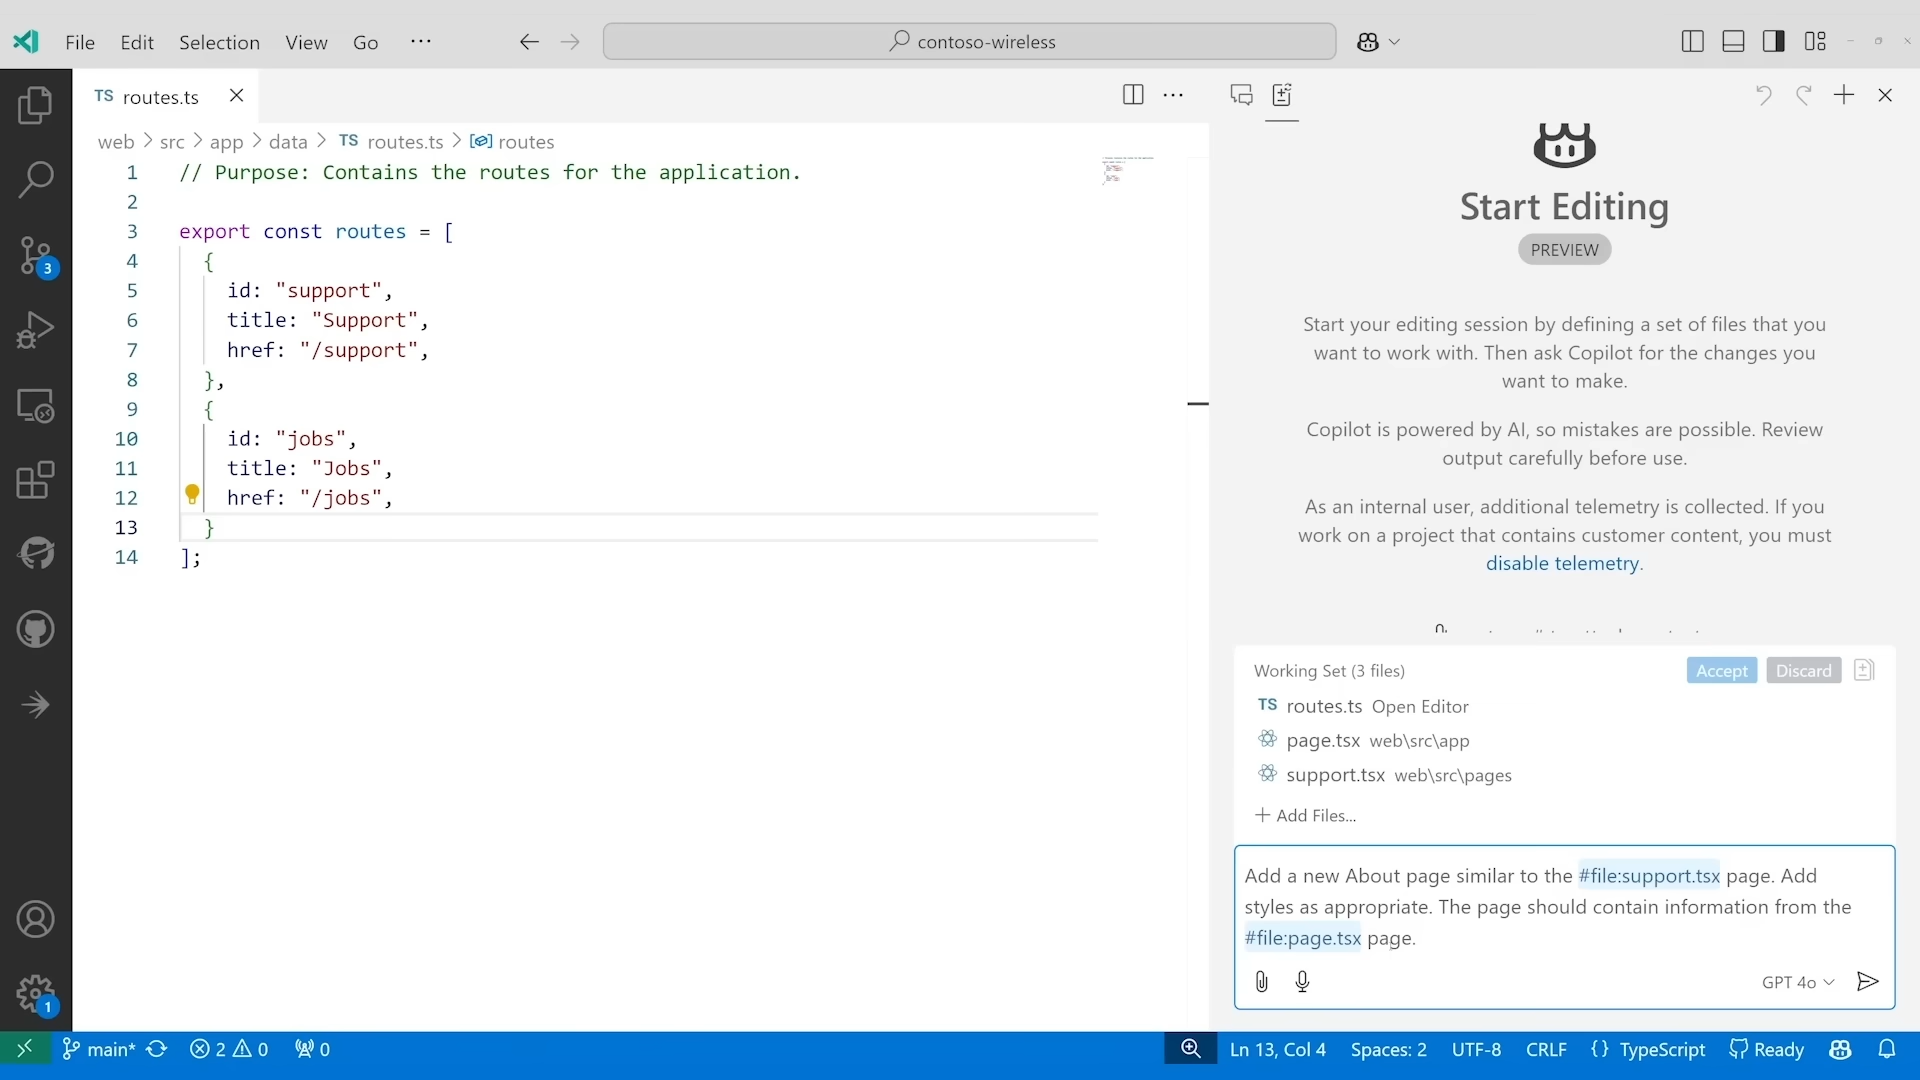 File Edit Selection View Go ...
contoso-wireless
TS routes.ts
web > src > app > data > TS routes.ts > routes
1 // Purpose: Contains the routes for the application.
2
3 export const routes = [
4 {
5 id: "support",
6 title: "Support",
7 href: "/support",
8 },
9 {
10 id: "jobs",
11 title: "Jobs",
12 href: "/jobs",
13 }
14 ];
3
1
Start Editing
PREVIEW
Start your editing session by defining a set of files that you
want to work with. Then ask Copilot for the changes you
want to make.
Copilot is powered by AI, so mistakes are possible. Review
output carefully before use.
As an internal user, additional telemetry is collected. If you
work on a project that contains customer content, you must
disable telemetry.
Working Set (3 files) Accept Discard
TS routes.ts Open Editor
page.tsx web\src\app
support.tsx web\src\pages
+ Add Files...
Add a new About page similar to the #file:support.tsx page. Add
styles as appropriate. The page should contain information from the
#file:page.tsx page.
GPT 4o
main* 2 0 0 Ln 13, Col 4 Spaces: 2 UTF-8 CRLF {} TypeScript Ready